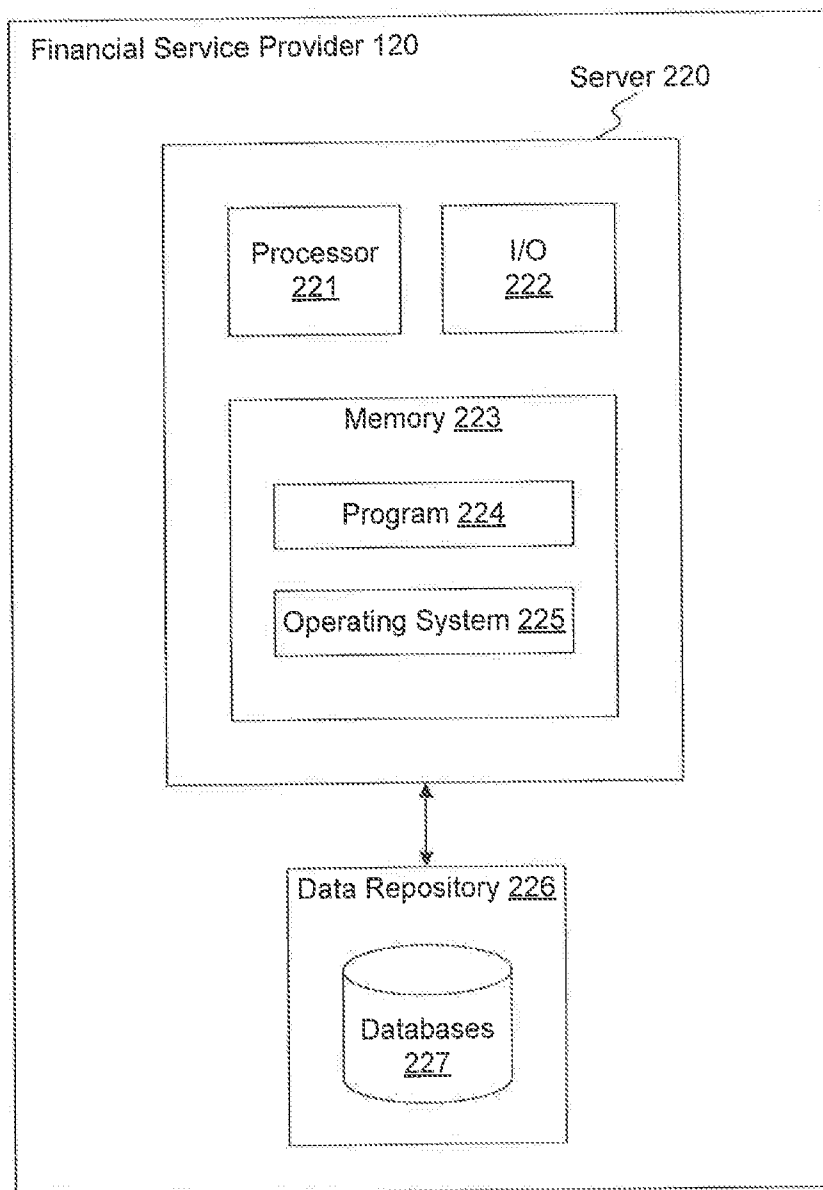 Financial Service Provider 120
Server 220
Processor
221
I/O
222
Memory 223
Program 224
Operating System 225
Data Repository 226
Databases
227